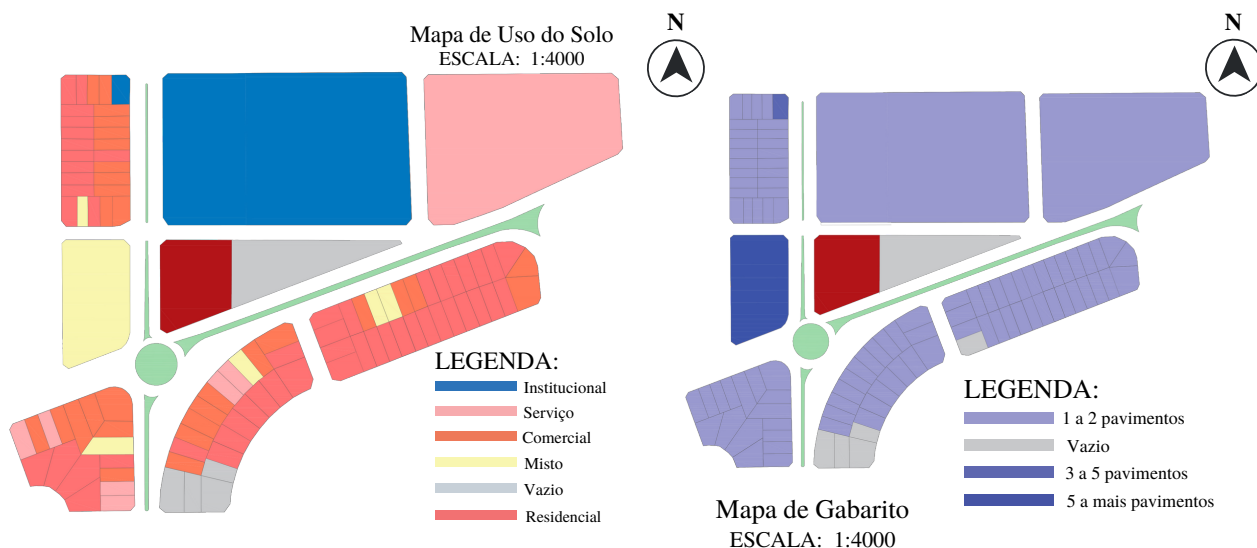 Mapa de Uso do Solo
ESCALA: 1:4000
N
LEGENDA:
Institucional
Serviço
Comercial
Misto
Vazio
Residencial
N
LEGENDA:
1 a 2 pavimentos
Vazio
3 a 5 pavimentos
5 a mais pavimentos
Mapa de Gabarito
ESCALA: 1:4000